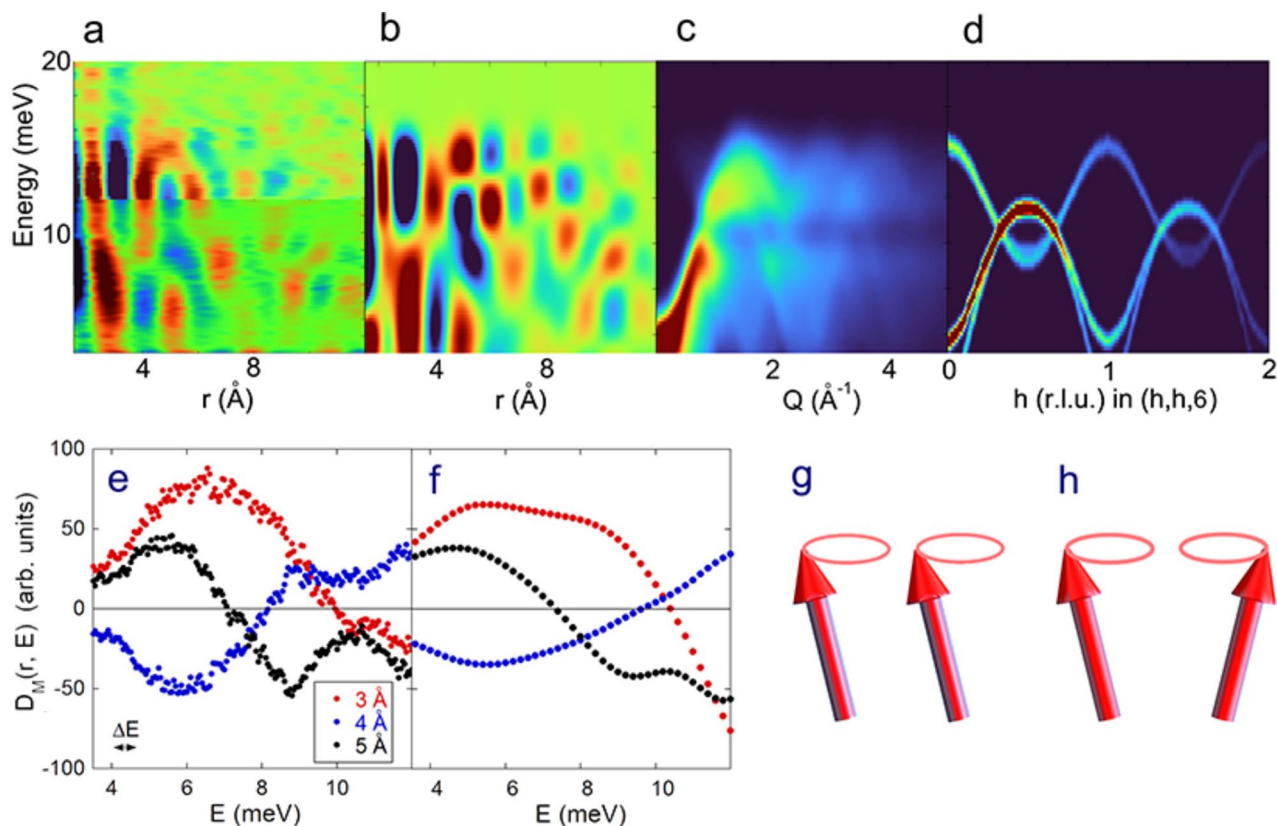 a b c d
20
10
Energy (meV)
4 8
r (Å)
4 8
r (Å)
2 4
Q (Å⁻¹)
0 1 2
h (r.l.u.) in (h,h,6)
e f g h
100
50
0
-50
-100
D_M(r, E) (arb. units)
ΔE
3 Å
4 Å
5 Å
4 6 8 10
E (meV)
4 6 8 10
E (meV)